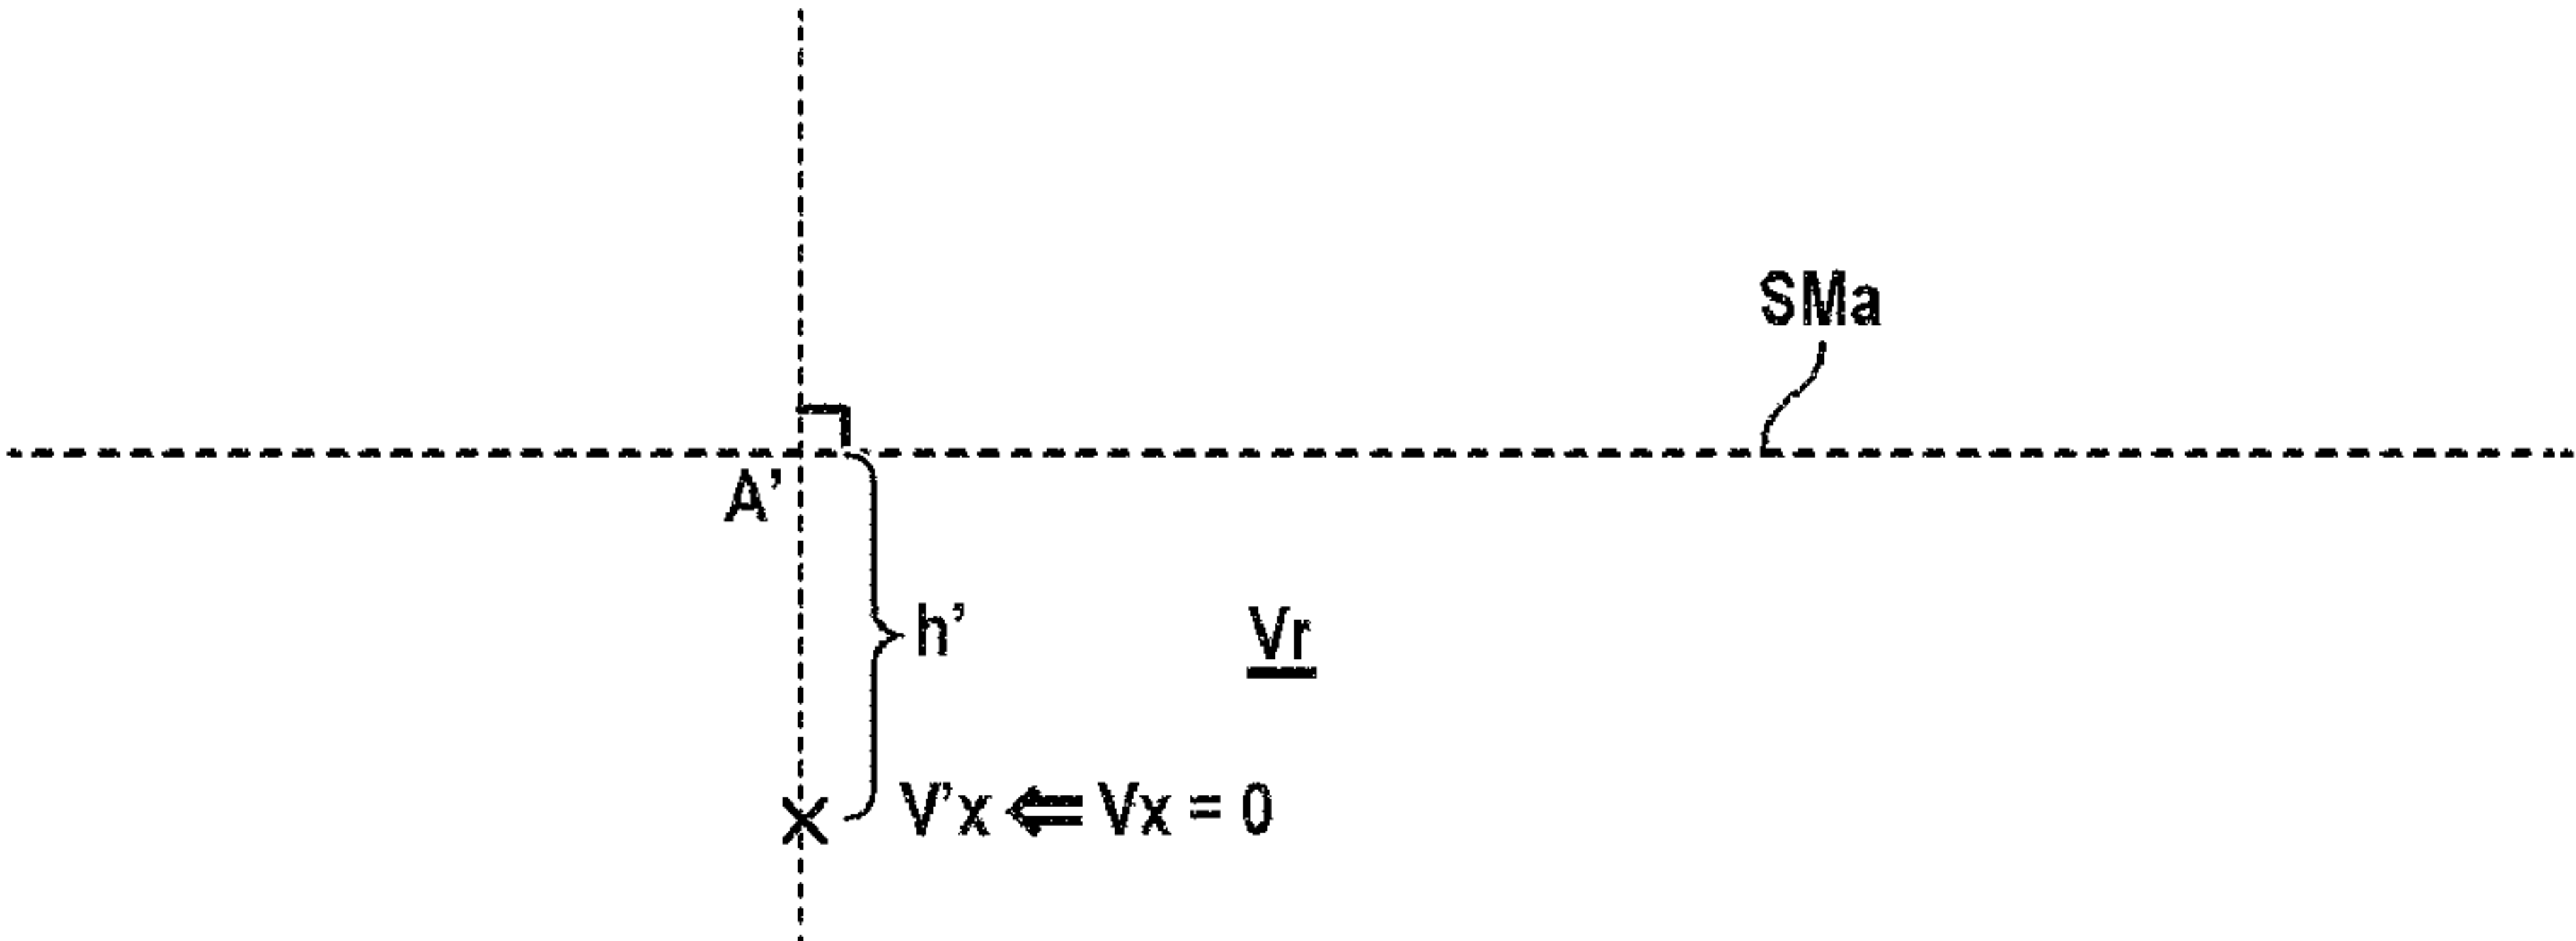 SMa
A’
h’
Vr
V’x ⇐ Vx = 0